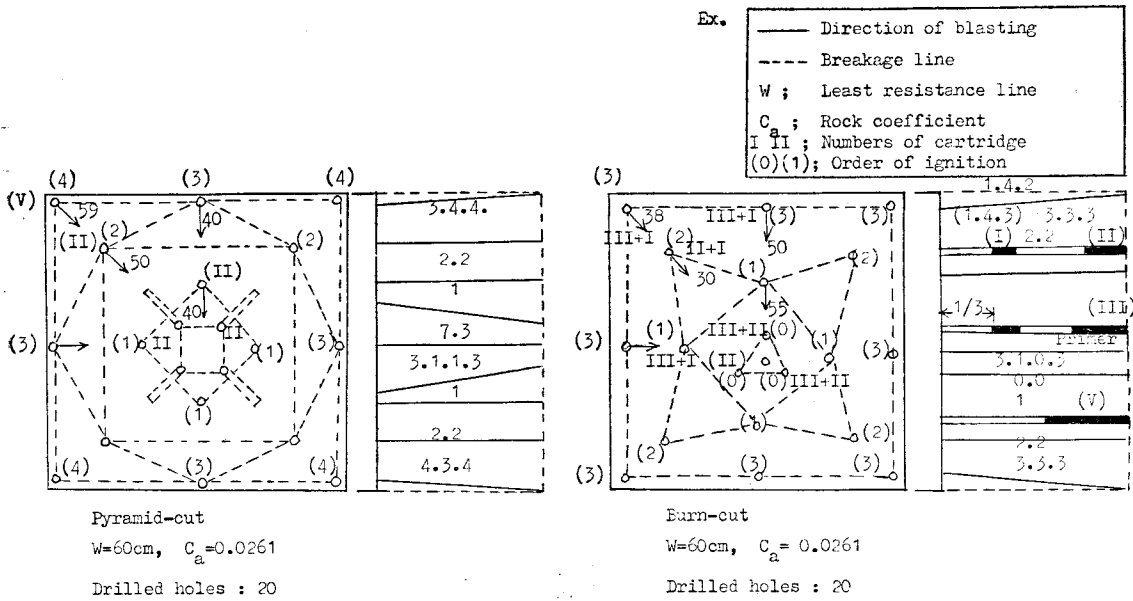 Ex.
Direction of blasting
Breakage line
W ; Least resistance line
Ca ; Rock coefficient
I II ; Numbers of cartridge
(0)(1); Order of ignition
(4) (3) (4)
(V)
59
40
(II)
(2)
(2)
50
(II)
40
II
II
(3)
(1)
(1)
(3)
(1)
(4)
(3)
(4)
3.4.4.
2.2
1
7.3
3.1.1.3
1
2.2
4.3.4
Pyramid-cut
W=60cm, Ca=0.0261
Drilled holes : 20
(3)
38
III+I
(3)
(3)
III+I
50
(2)
II+I
30
(1)
(2)
55
(3)
(1)
III+I
III+II
(0)
(1)
(3)
(II)
(0)
(0)
III+II
(2)
(2)
(3)
(3)
(3)
1.4.2
(1.4.3) 3.3.3
(I) 2.2 (II)
1/3
(III)
Primer
3.1.0.3
0.0
1 (V)
2.2
3.3.3
Burn-cut
W=60cm, Ca= 0.0261
Drilled holes : 20